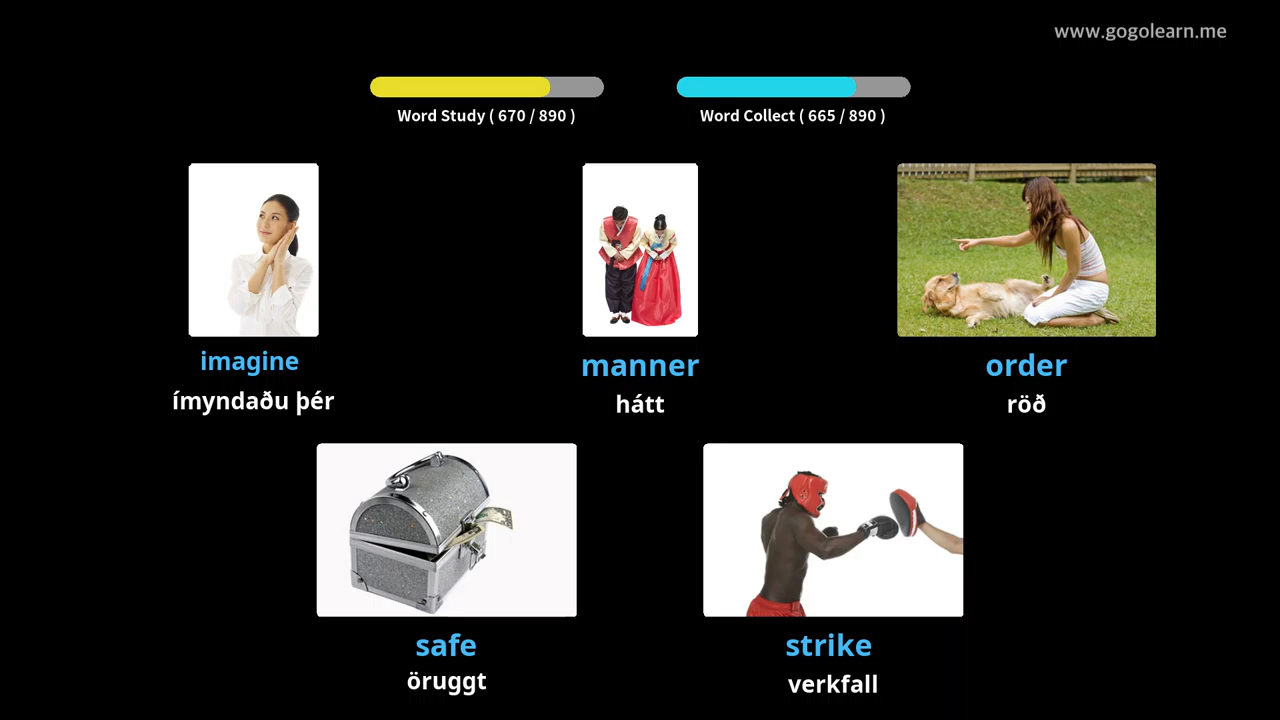 www.gogolearn.me
Word Study ( 670 / 890 )
Word Collect ( 665 / 890 )
imagine
ímyndaðu þér
manner
hátt
order
röð
safe
öruggt
strike
verkfall